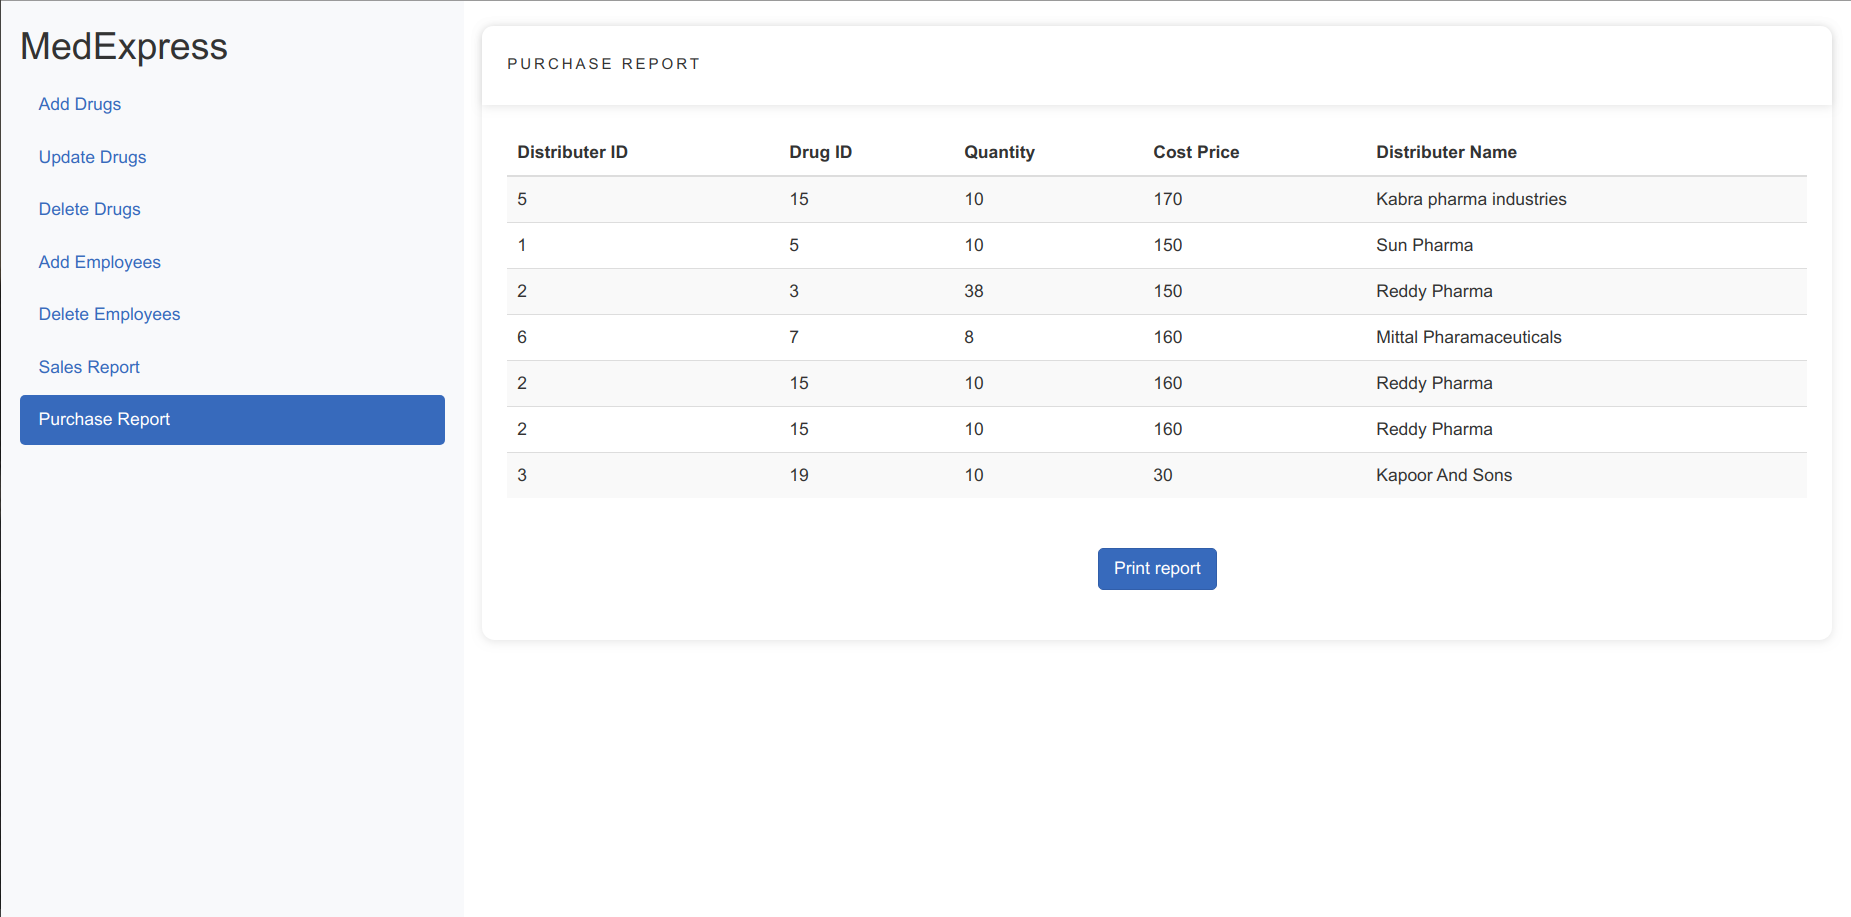 MedExpress
Add Drugs
Update Drugs
Delete Drugs
Add Employees
Delete Employees
Sales Report
Purchase Report
PURCHASE REPORT
Distributer ID Drug ID Quantity Cost Price Distributer Name
5 15 10 170 Kabra pharma industries
1 5 10 150 Sun Pharma
2 3 38 150 Reddy Pharma
6 7 8 160 Mittal Pharamaceuticals
2 15 10 160 Reddy Pharma
2 15 10 160 Reddy Pharma
3 19 10 30 Kapoor And Sons
Print report